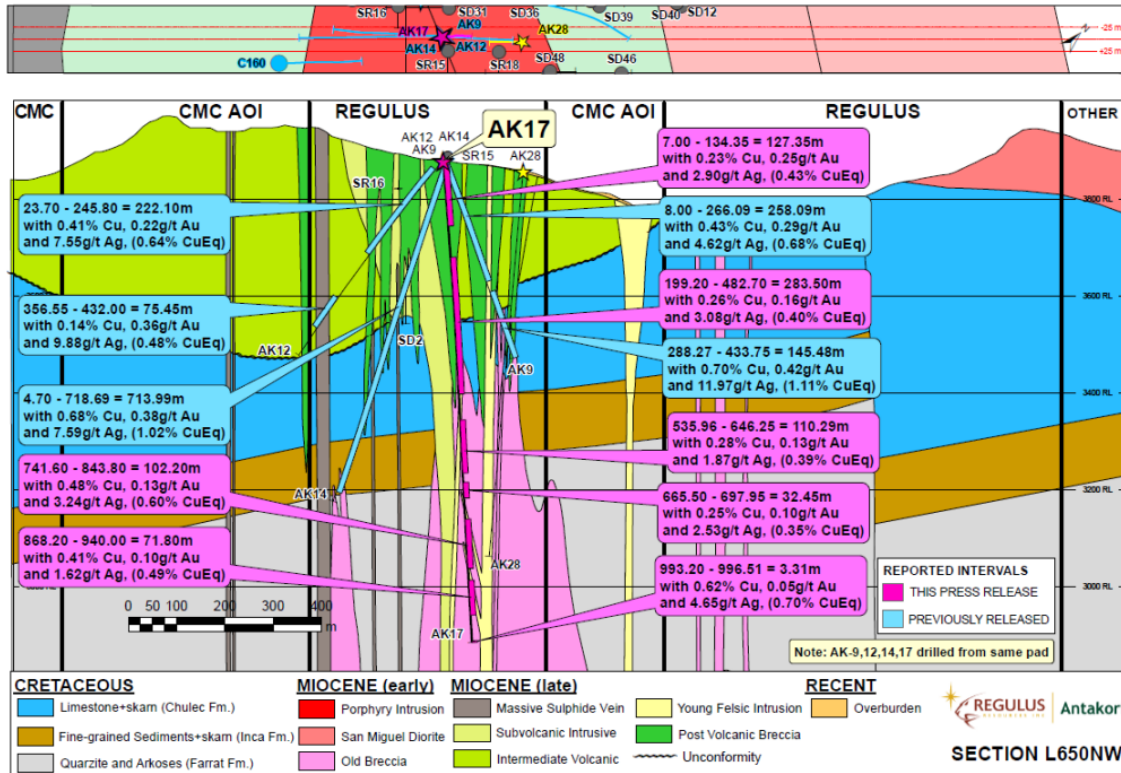 SR16
SD31
SD36
SD39
SD40
SD12
AK17
AK9
AK28
-25 m
AK14
AK12
+25 m
C160
SR15
SR18
SD48
SD46
CMC
CMC AOI
REGULUS
CMC AOI
REGULUS
OTHER
AK12
AK14
AK17
AK9
SR15
AK28
SR16
7.00 - 134.35 = 127.35m
with 0.23% Cu, 0.25g/t Au
and 2.90g/t Ag, (0.43% CuEq)
3800 RL
23.70 - 245.80 = 222.10m
with 0.41% Cu, 0.22g/t Au
and 7.55g/t Ag, (0.64% CuEq)
8.00 - 266.09 = 258.09m
with 0.43% Cu, 0.29g/t Au
and 4.62g/t Ag, (0.68% CuEq)
199.20 - 482.70 = 283.50m
with 0.26% Cu, 0.16g/t Au
and 3.08g/t Ag, (0.40% CuEq)
3600 RL
356.55 - 432.00 = 75.45m
with 0.14% Cu, 0.36g/t Au
and 9.88g/t Ag, (0.48% CuEq)
AK12
SD2
AK9
288.27 - 433.75 = 145.48m
with 0.70% Cu, 0.42g/t Au
and 11.97g/t Ag, (1.11% CuEq)
3400 RL
4.70 - 718.69 = 713.99m
with 0.68% Cu, 0.38g/t Au
and 7.59g/t Ag, (1.02% CuEq)
535.96 - 646.25 = 110.29m
with 0.28% Cu, 0.13g/t Au
and 1.87g/t Ag, (0.39% CuEq)
741.60 - 843.80 = 102.20m
with 0.48% Cu, 0.13g/t Au
and 3.24g/t Ag, (0.60% CuEq)
AK14
3200 RL
665.50 - 697.95 = 32.45m
with 0.25% Cu, 0.10g/t Au
and 2.53g/t Ag, (0.35% CuEq)
868.20 - 940.00 = 71.80m
with 0.41% Cu, 0.10g/t Au
and 1.62g/t Ag, (0.49% CuEq)
AK28
993.20 - 996.51 = 3.31m
with 0.62% Cu, 0.05g/t Au
and 4.65g/t Ag, (0.70% CuEq)
3000 RL
REPORTED INTERVALS
THIS PRESS RELEASE
PREVIOUSLY RELEASED
0 50 100 200 300 400
m
AK17
Note: AK-9,12,14,17 drilled from same pad
CRETACEOUS
Limestone+skarn (Chulec Fm.)
Fine-grained Sediments+skarn (Inca Fm.)
Quartzite and Arkoses (Farrat Fm.)
MIOCENE (early)
Porphyry Intrusion
San Miguel Diorite
Old Breccia
MIOCENE (late)
Massive Sulphide Vein
Subvolcanic Intrusive
Intermediate Volcanic
Young Felsic Intrusion
Post Volcanic Breccia
Unconformity
RECENT
Overburden
REGULUS
RESOURCES INC
Antakor
SECTION L650NW